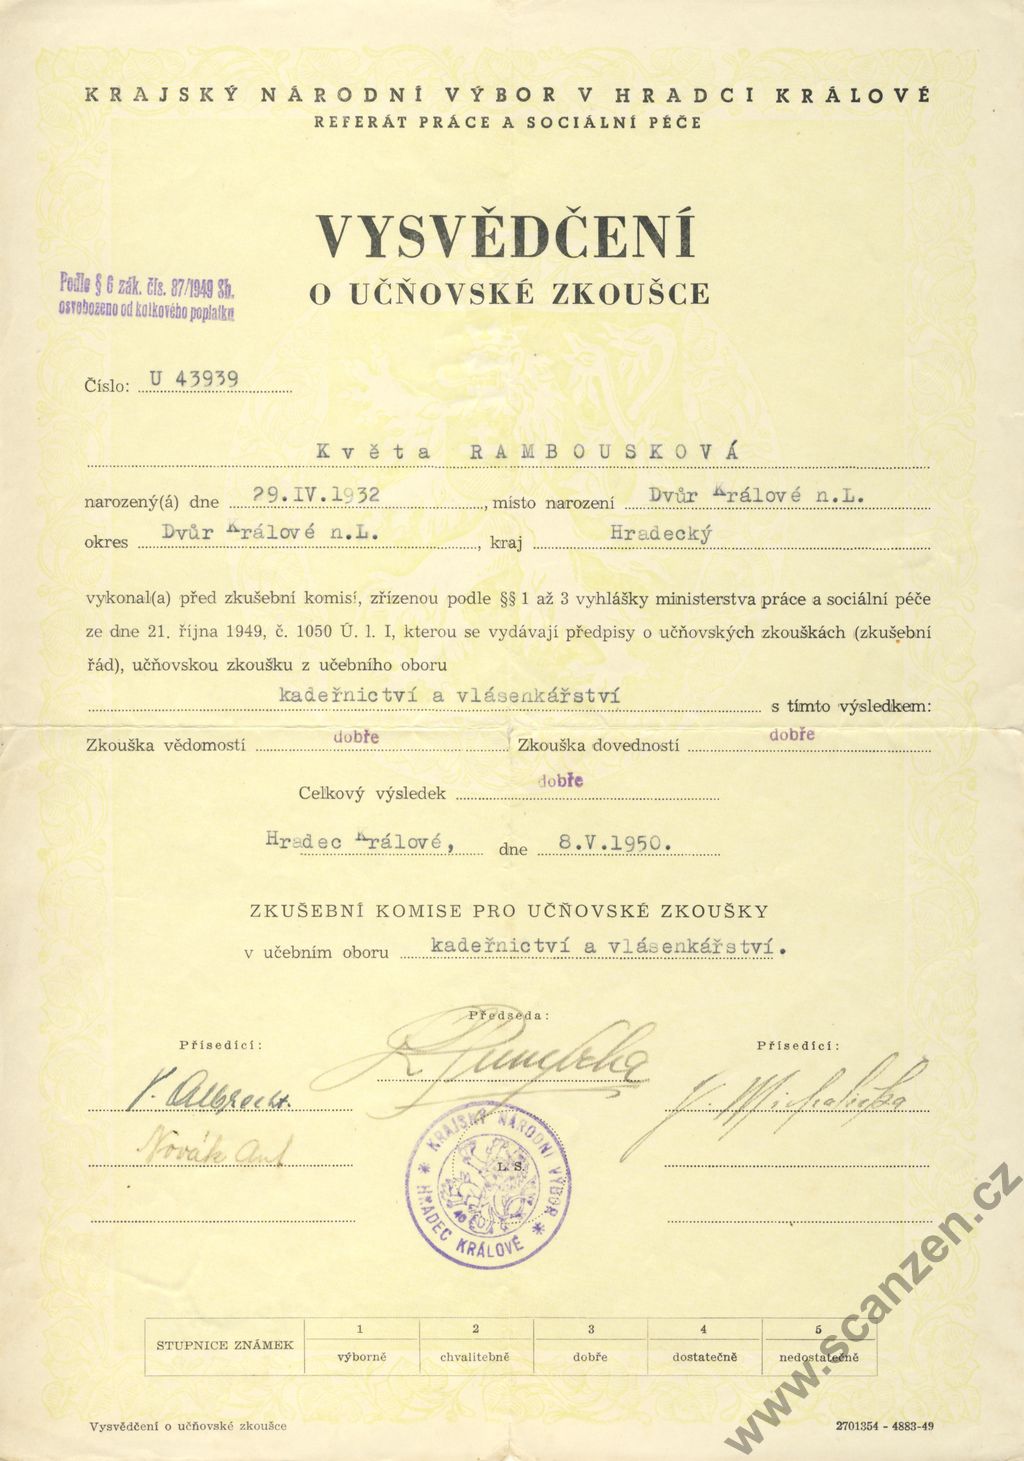 KRAJSKÝ NÁRODNÍ VÝBOR V HRADCI KRÁLOVÉ
REFERÁT PRÁCE A SOCIÁLNÍ PÉČE
VYSVĚDČENÍ
O UČŇOVSKÉ ZKOUŠCE
Podle § 6 zák. čís. 87/1949 Sb.
osvobozeno od kolkového poplatku
Číslo: U 43939
Květa RAMBOUSKOVÁ
narozený(á) dne 29.IV.1932, místo narození Dvůr Králové n.L.
okres Dvůr Králové n.L., kraj Hradecký
vykonal(a) před zkušební komisí, zřízenou podle §§ 1 až 3 vyhlášky ministerstva práce a sociální péče
ze dne 21. října 1949, č. 1050 Ú. l. I, kterou se vydávají předpisy o učňovských zkouškách (zkušební
řád), učňovskou zkoušku z učebního oboru
kadeřnictví a vlásenkářství s tímto výsledkem:
Zkouška vědomostí dobře Zkouška dovedností dobře
Celkový výsledek dobře
Hradec Králové, dne 8.V.1950.
ZKUŠEBNÍ KOMISE PRO UČŇOVSKÉ ZKOUŠKY
v učebním oboru kadeřnictví a vlásenkářství.
Předseda:
Přísedící: Přísedící:
V. Albrecht.
Novák Ant
KRAJSKÝ NÁRODNÍ VÝBOR * HRADEC KRÁLOVÉ *
L. S.
STUPNICE ZNÁMEK
1 2 3 4 5
výborně chvalitebně dobře dostatečně nedostatečně
Vysvědčení o učňovské zkoušce 2701354 - 4883-49
www.scanzen.cz